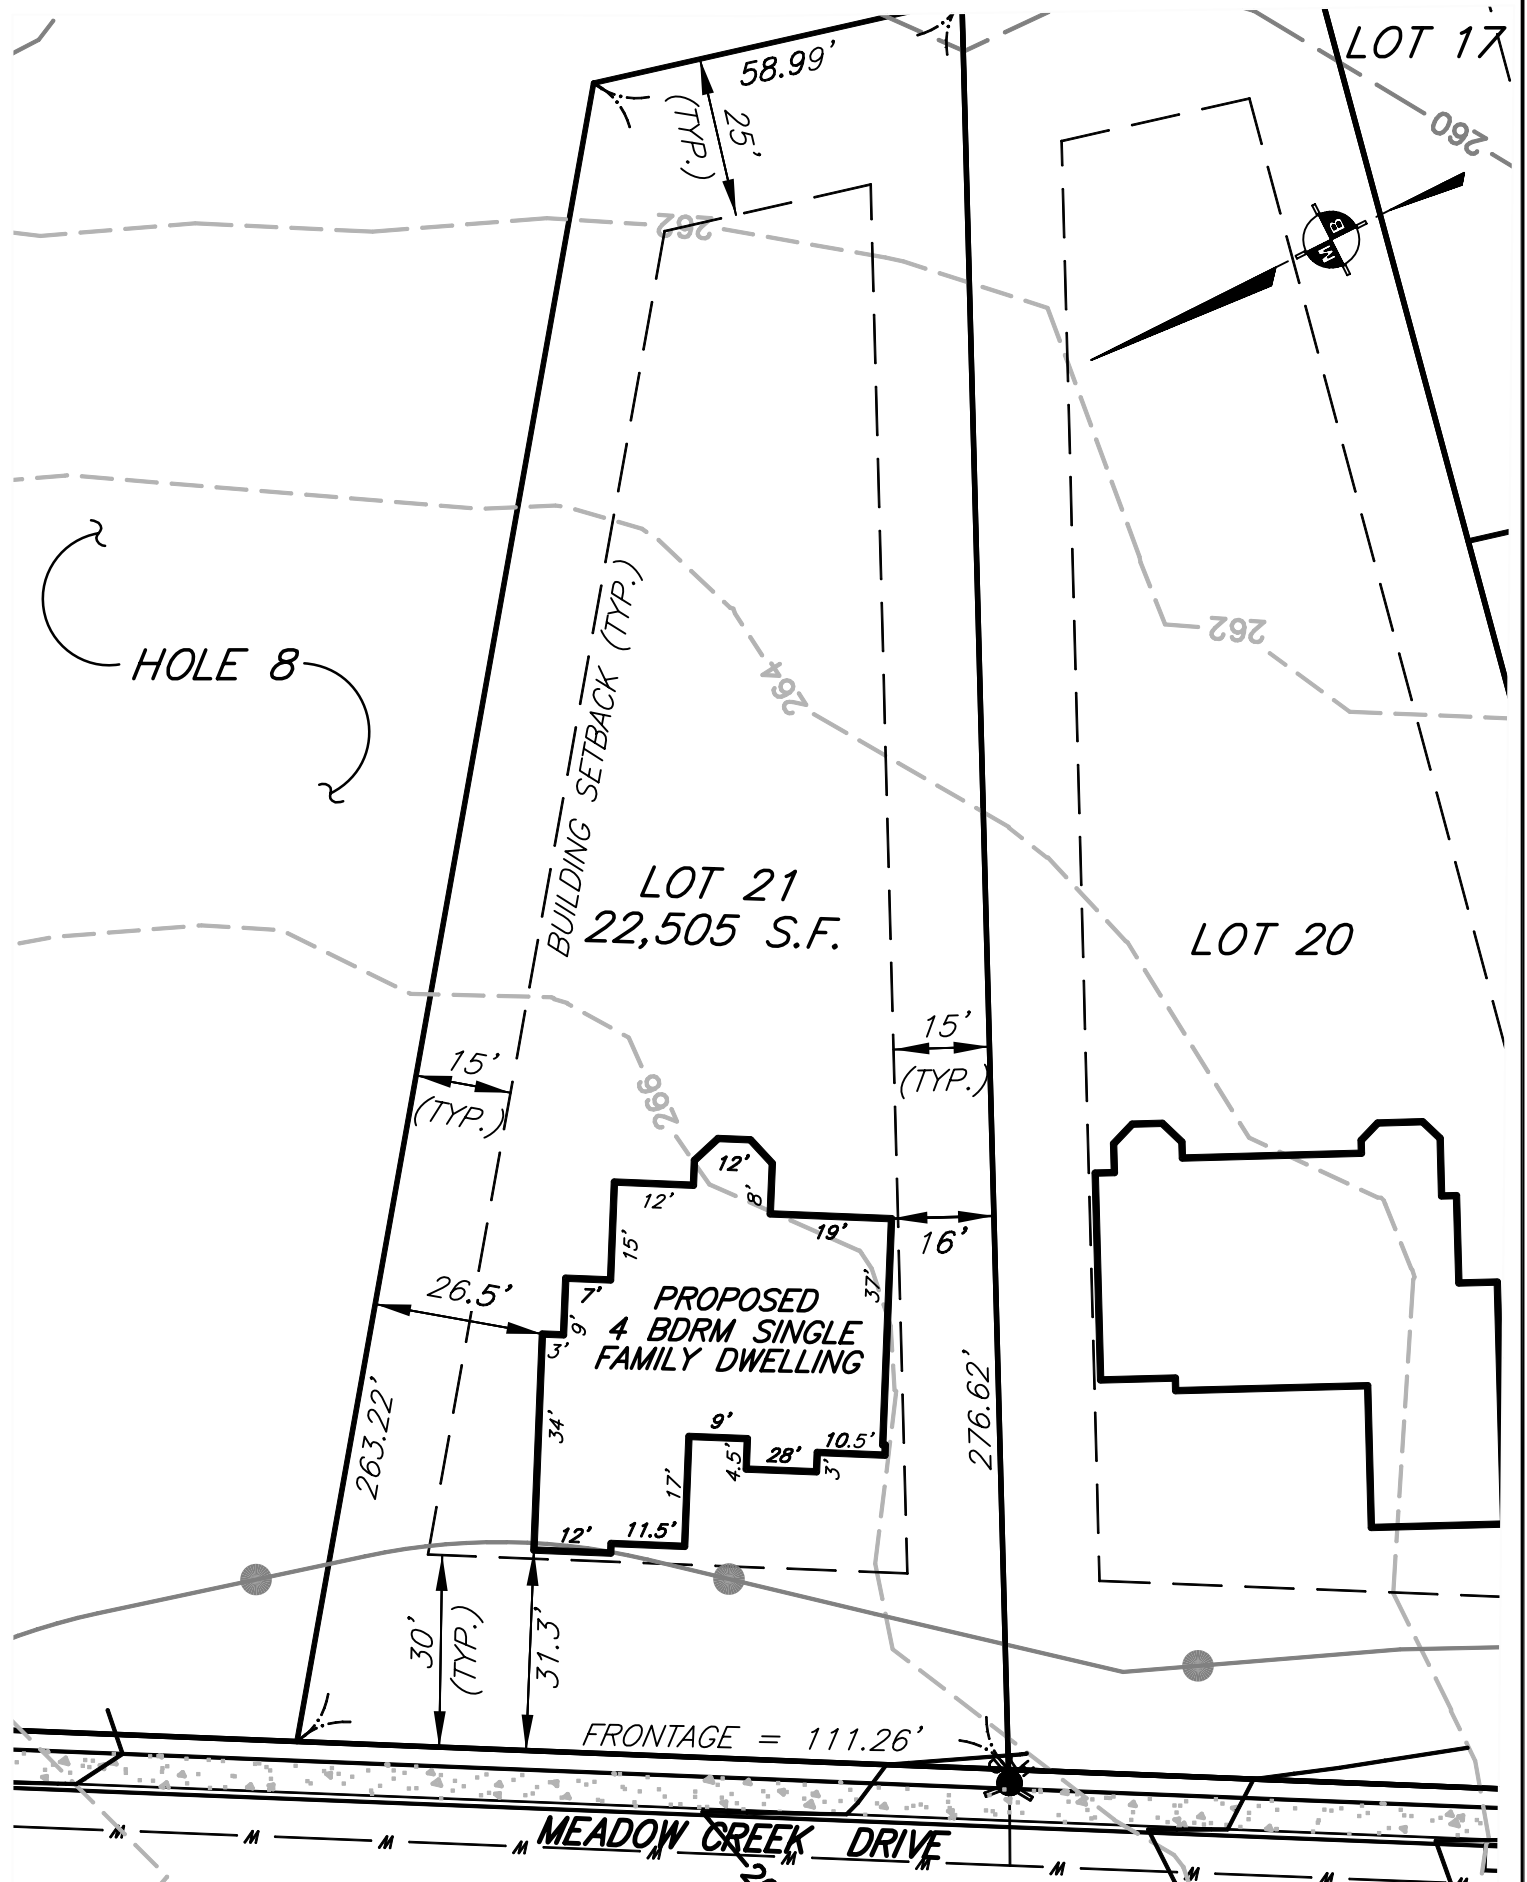 LOT 17
58.99'
25'
(TYP.)
260
262
B
M
HOLE 8
BUILDING SETBACK (TYP.)
264
262
LOT 21
22,505 S.F.
LOT 20
15'
(TYP.)
15'
(TYP.)
266
12'
12'
8'
19'
16'
15'
26.5'
7'
9'
3'
37'
PROPOSED
4 BDRM SINGLE
FAMILY DWELLING
263.22'
276.62'
34'
9'
10.5'
4.5'
28'
3'
17'
12'
11.5'
30'
(TYP.)
31.3'
FRONTAGE = 111.26'
MEADOW CREEK DRIVE
W W W W W W W W W W W